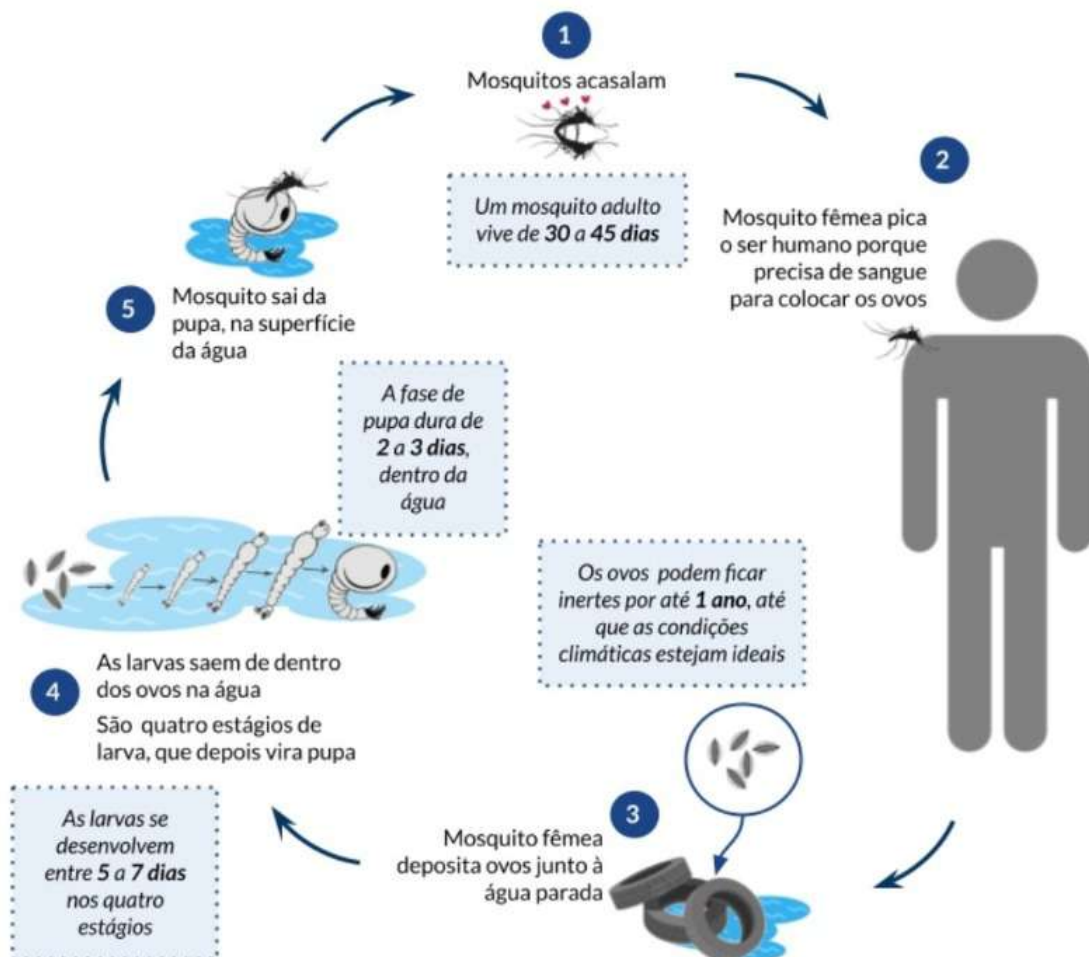 1
Mosquitos acasalam
Um mosquito adulto
vive de 30 a 45 dias
2
Mosquito fêmea pica
o ser humano porque
precisa de sangue
para colocar os ovos
5
Mosquito sai da
pupa, na superfície
da água
A fase de
pupa dura de
2 a 3 dias,
dentro da
água
Os ovos podem ficar
inertes por até 1 ano, até
que as condições
climáticas estejam ideais
4
As larvas saem de dentro
dos ovos na água
São quatro estágios de
larva, que depois vira pupa
As larvas se
desenvolvem
entre 5 a 7 dias
nos quatro
estágios
3
Mosquito fêmea
deposita ovos junto à
água parada